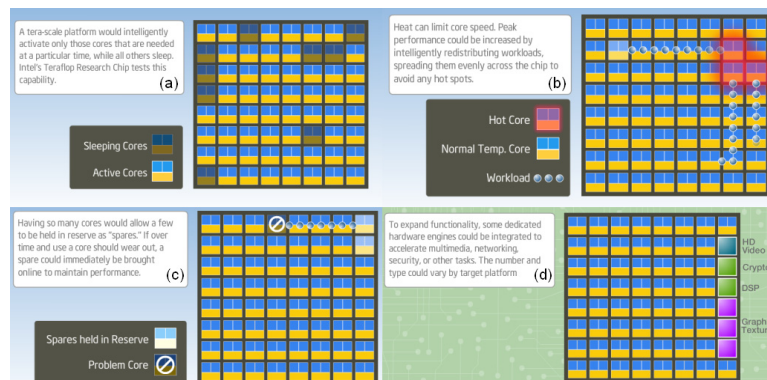 A tera-scale platform would intelligently
activate only those cores that are needed
at a particular time, while all others sleep.
Intel's Teraflop Research Chip tests this
capability.
(a)
Sleeping Cores
Active Cores
Heat can limit core speed. Peak
performance could be increased by
intelligently redistributing workloads,
spreading them evenly across the chip to
avoid any hot spots.
(b)
Hot Core
Normal Temp. Core
Workload
Having so many cores would allow a few
to be held in reserve as "spares." If over
time and use a core should wear out, a
spare could immediately be brought
online to maintain performance.
(c)
Spares held in Reserve
Problem Core
To expand functionality, some dedicated
hardware engines could be integrated to
accelerate multimedia, networking,
security, or other tasks. The number and
type could vary by target platform
(d)
HD
Video
Crypto
DSP
Graph
Textur